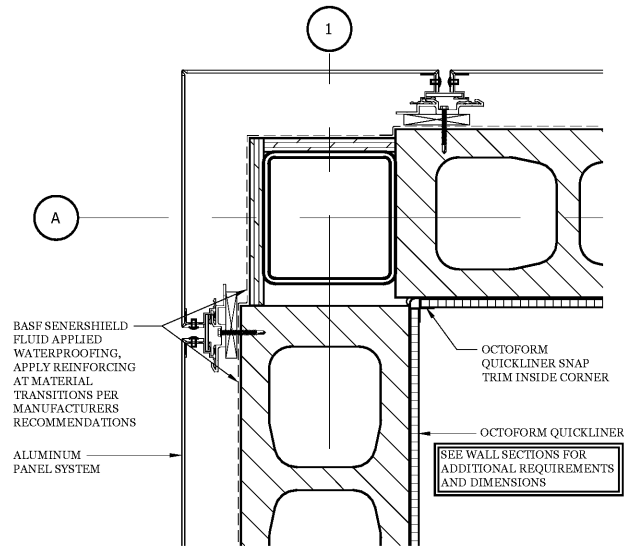 1
A
BASF SENERSHIELD
FLUID APPLIED
WATERPROOFING,
APPLY REINFORCING
AT MATERIAL
TRANSITIONS PER
MANUFACTURERS
RECOMMENDATIONS
ALUMINUM
PANEL SYSTEM
OCTOFORM
QUICKLINER SNAP
TRIM INSIDE CORNER
OCTOFORM QUICKLINER
SEE WALL SECTIONS FOR
ADDITIONAL REQUIREMENTS
AND DIMENSIONS